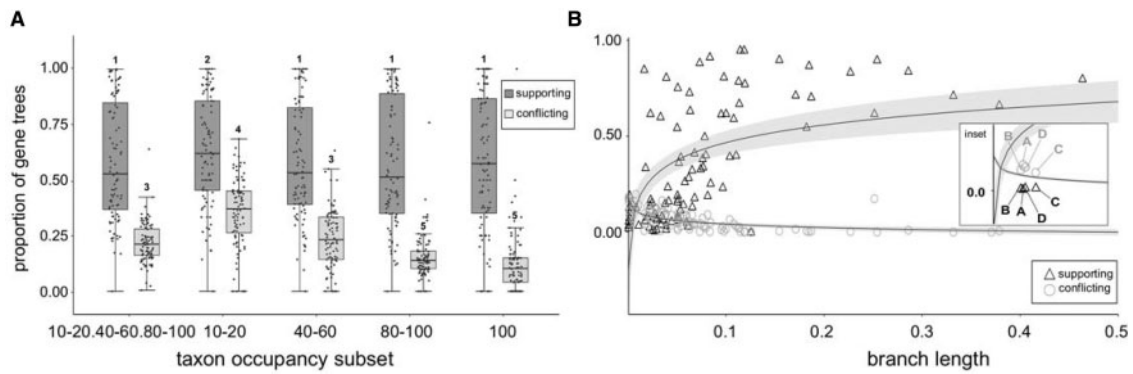 A
proportion of gene trees
1.00
0.75
0.50
0.25
0.00
1
3
2
4
1
3
1
5
1
5
supporting
conflicting
10-20.40-60.80-100
10-20
40-60
80-100
100
taxon occupancy subset
B
1.00
0.50
0.00
inset
0.0
B A D C
B A D C
supporting
conflicting
0.1
0.2
0.3
0.4
0.5
branch length